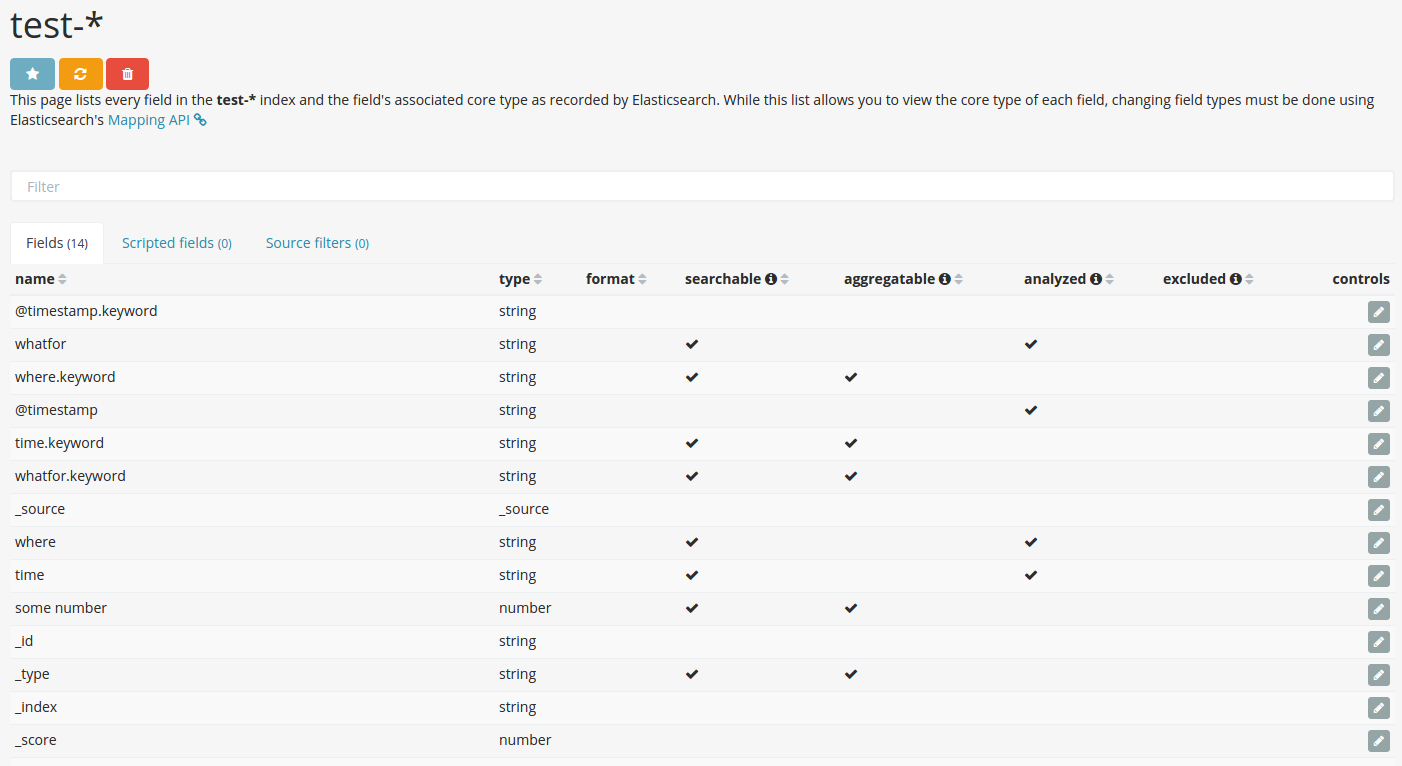 test-*
This page lists every field in the test-* index and the field's associated core type as recorded by Elasticsearch. While this list allows you to view the core type of each field, changing field types must be done using
Elasticsearch's Mapping API
Filter
Fields (14) Scripted fields (0) Source filters (0)
name type format searchable aggregatable analyzed excluded controls
@timestamp.keyword string
whatfor string
where.keyword string
@timestamp string
time.keyword string
whatfor.keyword string
_source _source
where string
time string
some number number
_id string
_type string
_index string
_score number